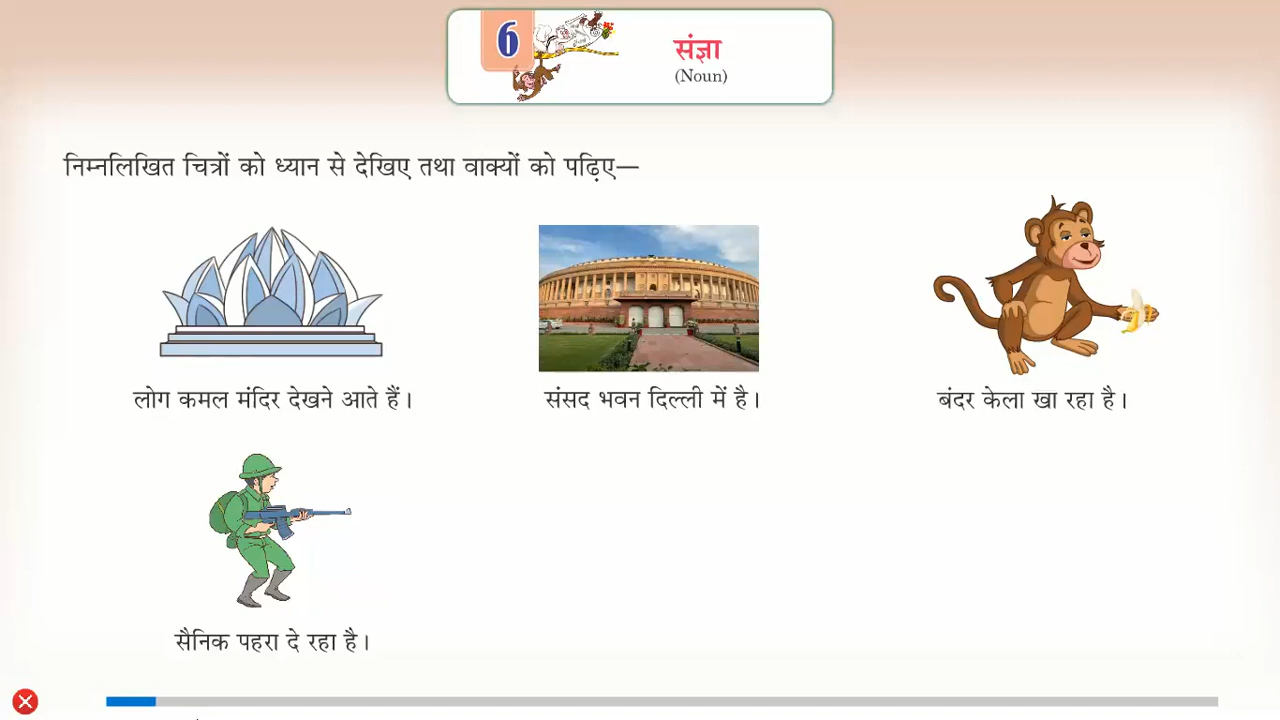 6
संज्ञा
(Noun)
निम्नलिखित चित्रों को ध्यान से देखिए तथा वाक्यों को पढ़िए—
लोग कमल मंदिर देखने आते हैं।
संसद भवन दिल्ली में है।
बंदर केला खा रहा है।
सैनिक पहरा दे रहा है।